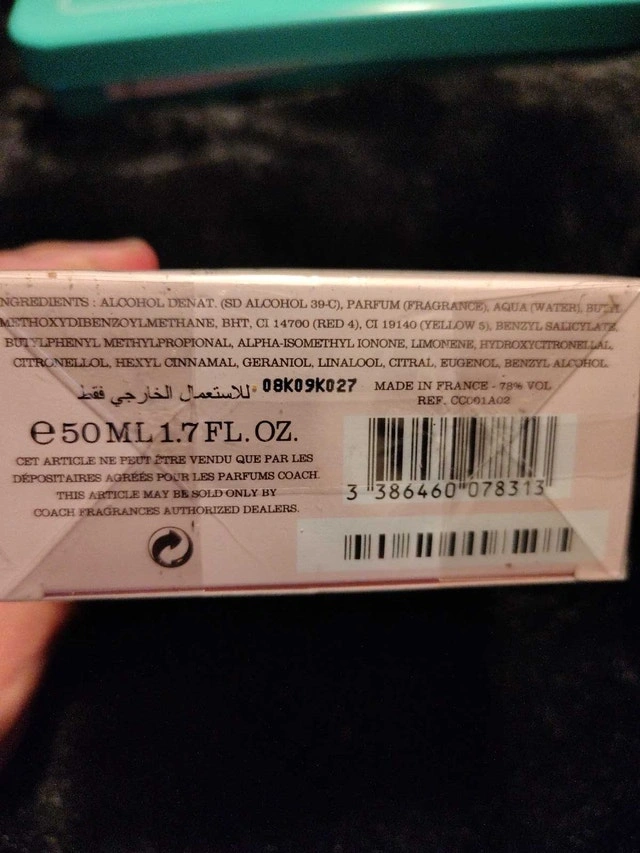 INGREDIENTS : ALCOHOL DENAT. (SD ALCOHOL 39-C), PARFUM (FRAGRANCE), AQUA (WATER), BUTYL
METHOXYDIBENZOYLMETHANE, BHT, CI 14700 (RED 4), CI 19140 (YELLOW 5), BENZYL SALICYLATE,
BUTYLPHENYL METHYLPROPIONAL, ALPHA-ISOMETHYL IONONE, LIMONENE, HYDROXYCITRONELLAL,
CITRONELLOL, HEXYL CINNAMAL, GERANIOL, LINALOOL, CITRAL, EUGENOL, BENZYL ALCOHOL.
للاستعمال الخارجي فقط 08K09K027 MADE IN FRANCE - 78% VOL
REF. CC001A02
e 50 ML 1.7 FL. OZ.
CET ARTICLE NE PEUT ÊTRE VENDU QUE PAR LES
DÉPOSITAIRES AGRÉÉS POUR LES PARFUMS COACH.
THIS ARTICLE MAY BE SOLD ONLY BY
COACH FRAGRANCES AUTHORIZED DEALERS.
3 386460 078313